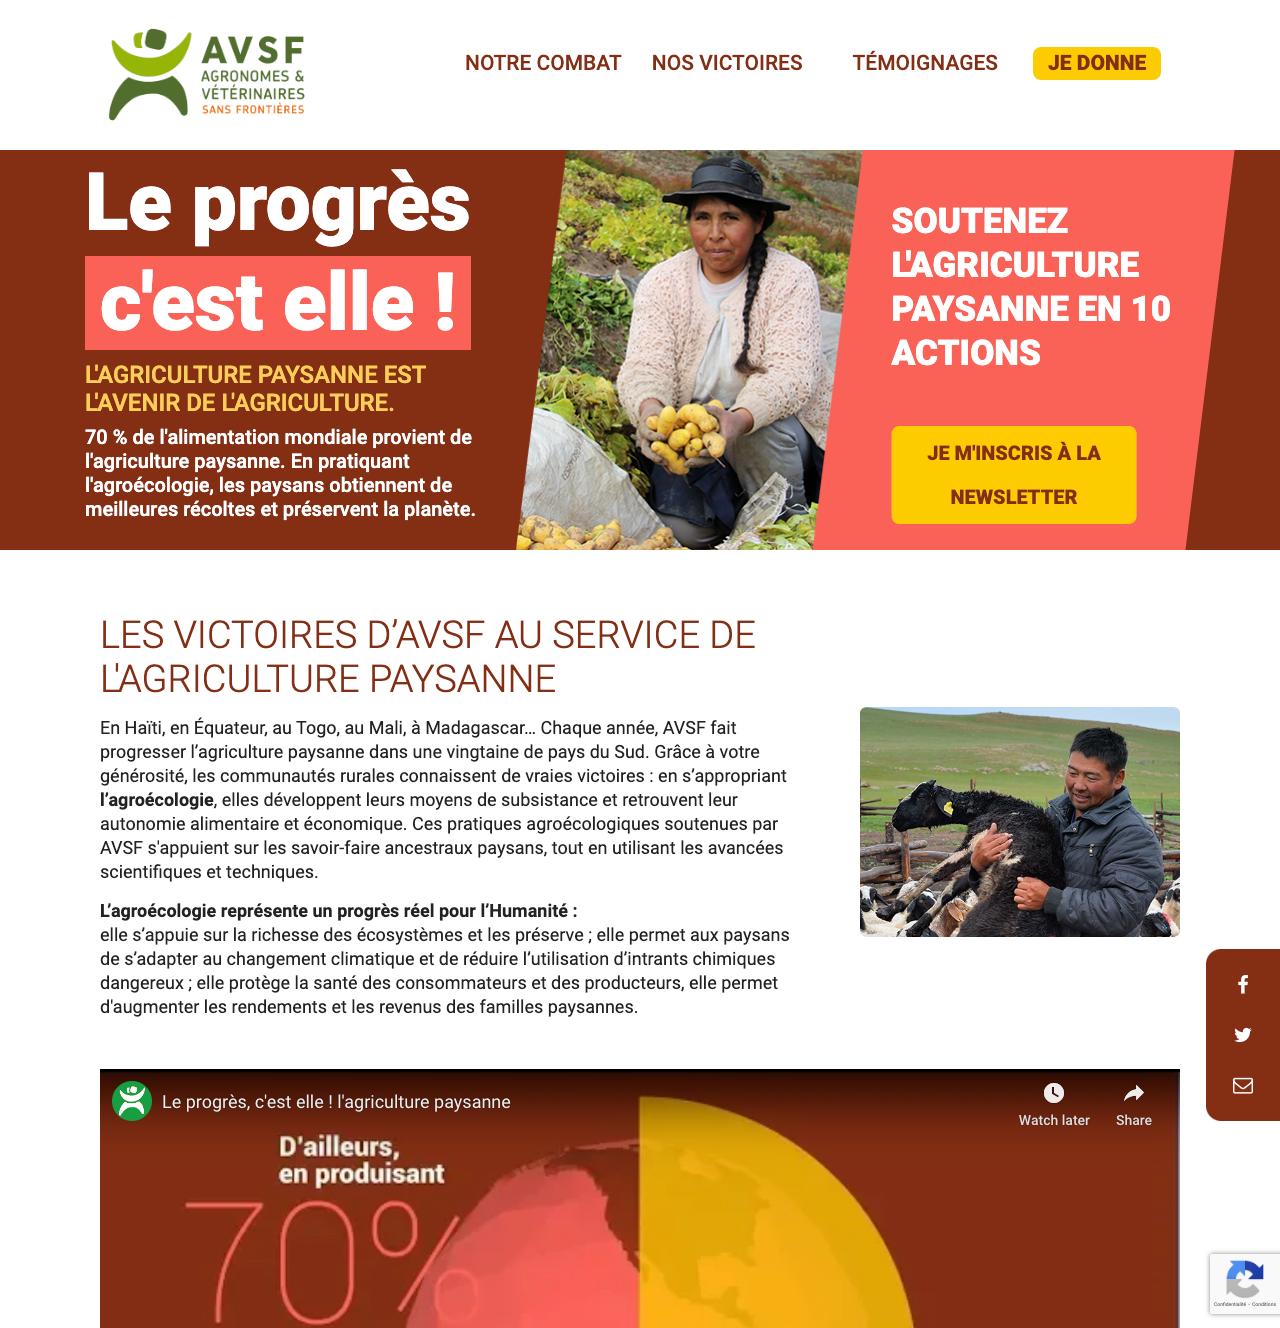 AVSF
AGRONOMES &
VÉTÉRINAIRES
SANS FRONTIÈRES
NOTRE COMBAT
NOS VICTOIRES
TÉMOIGNAGES
JE DONNE
Le progrès
c'est elle !
L'AGRICULTURE PAYSANNE EST
L'AVENIR DE L'AGRICULTURE.
70 % de l'alimentation mondiale provient de
l'agriculture paysanne. En pratiquant
l'agroécologie, les paysans obtiennent de
meilleures récoltes et préservent la planète.
SOUTENEZ
L'AGRICULTURE
PAYSANNE EN 10
ACTIONS
JE M'INSCRIS À LA
NEWSLETTER
LES VICTOIRES D’AVSF AU SERVICE DE
L'AGRICULTURE PAYSANNE
En Haïti, en Équateur, au Togo, au Mali, à Madagascar… Chaque année, AVSF fait
progresser l’agriculture paysanne dans une vingtaine de pays du Sud. Grâce à votre
générosité, les communautés rurales connaissent de vraies victoires : en s’appropriant
l’agroécologie, elles développent leurs moyens de subsistance et retrouvent leur
autonomie alimentaire et économique. Ces pratiques agroécologiques soutenues par
AVSF s'appuient sur les savoir-faire ancestraux paysans, tout en utilisant les avancées
scientifiques et techniques.
L’agroécologie représente un progrès réel pour l’Humanité :
elle s’appuie sur la richesse des écosystèmes et les préserve ; elle permet aux paysans
de s’adapter au changement climatique et de réduire l’utilisation d’intrants chimiques
dangereux ; elle protège la santé des consommateurs et des producteurs, elle permet
d'augmenter les rendements et les revenus des familles paysannes.
Le progrès, c'est elle ! l'agriculture paysanne
Watch later
Share
D'ailleurs,
en produisant
70%
Confidentialité - Conditions